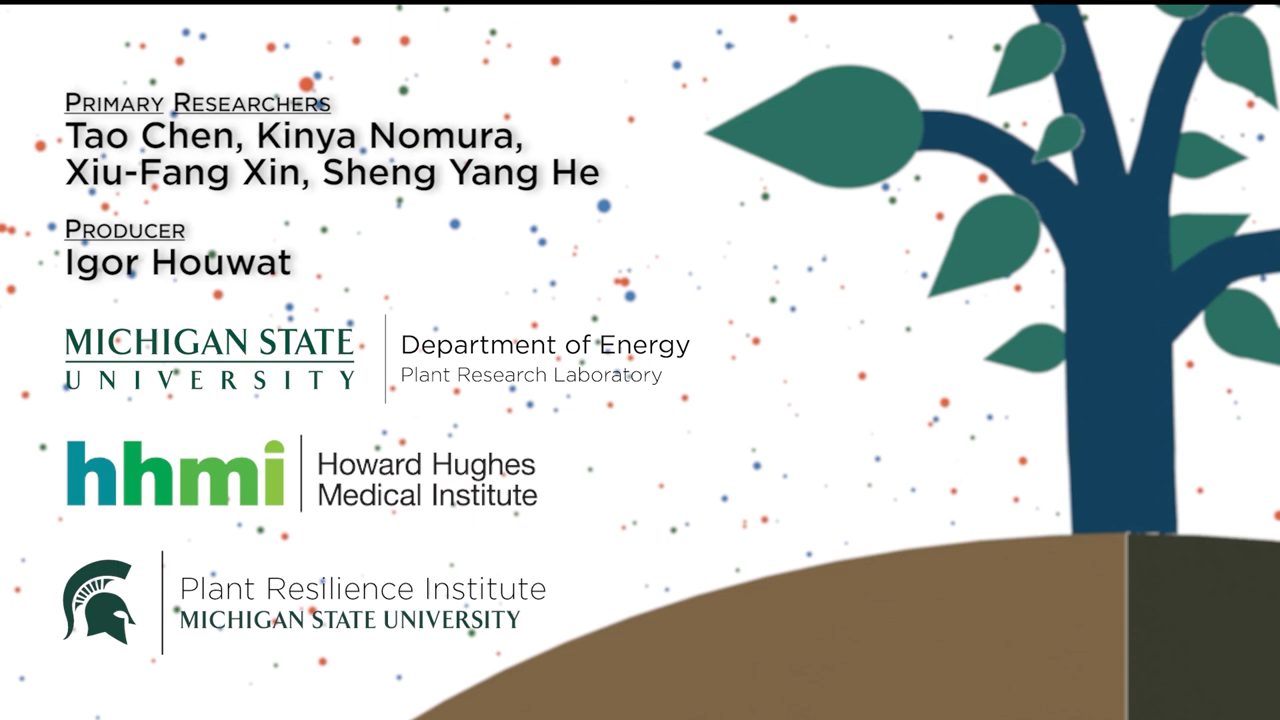 Primary Researchers
Tao Chen, Kinya Nomura,
Xiu-Fang Xin, Sheng Yang He
Producer
Igor Houwat
MICHIGAN STATE
UNIVERSITY
Department of Energy
Plant Research Laboratory
hhmi
Howard Hughes
Medical Institute
Plant Resilience Institute
MICHIGAN STATE UNIVERSITY